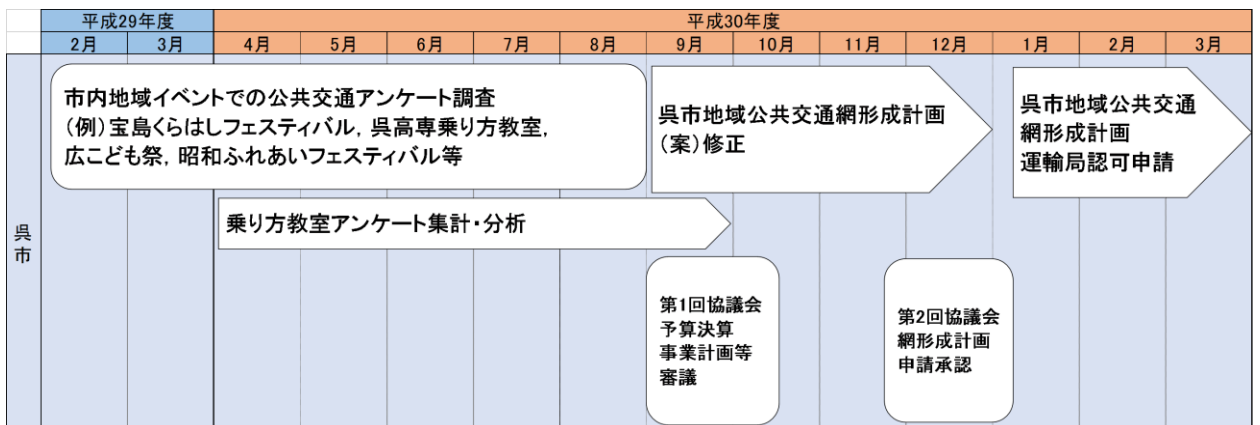 平成29年度
平成30年度
2月 3月 4月 5月 6月 7月 8月 9月 10月 11月 12月 1月 2月 3月
呉市
市内地域イベントでの公共交通アンケート調査
（例）宝島くらはしフェスティバル，呉高専乗り方教室，
広こども祭，昭和ふれあいフェスティバル等
呉市地域公共交通網形成計画
（案）修正
呉市地域公共交通
網形成計画
運輸局認可申請
乗り方教室アンケート集計・分析
第1回協議会
予算決算
事業計画等
審議
第2回協議会
網形成計画
申請承認